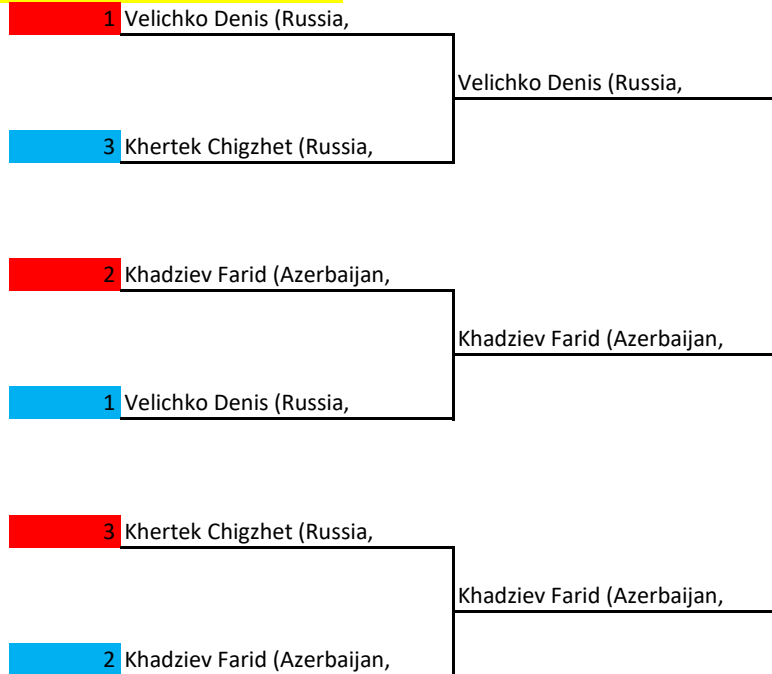 1 Velichko Denis (Russia,
Velichko Denis (Russia,
3 Khertek Chigzhet (Russia,
2 Khadziev Farid (Azerbaijan,
Khadziev Farid (Azerbaijan,
1 Velichko Denis (Russia,
3 Khertek Chigzhet (Russia,
Khadziev Farid (Azerbaijan,
2 Khadziev Farid (Azerbaijan,